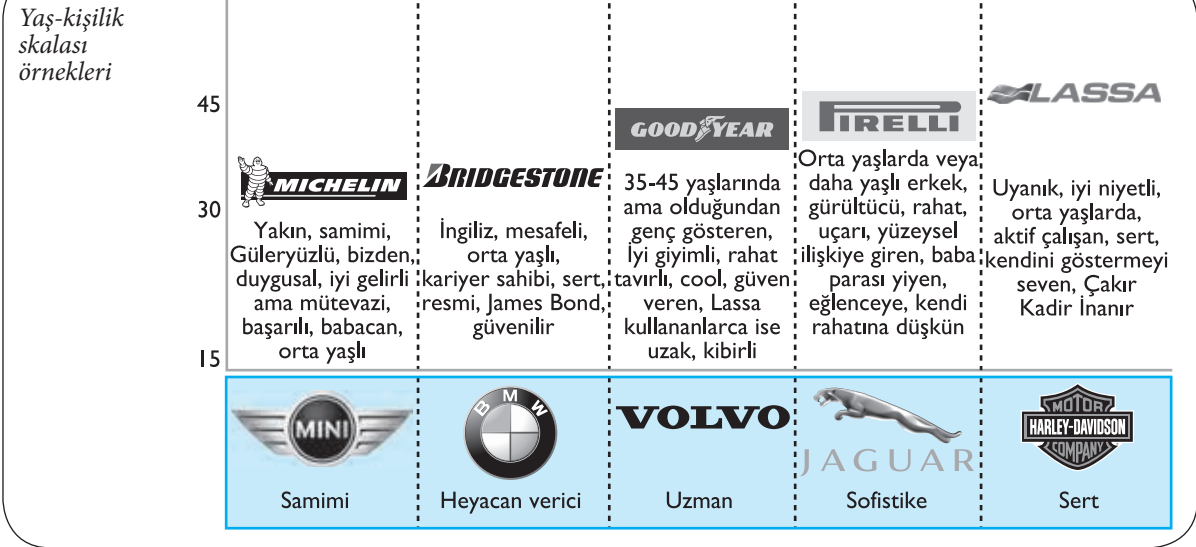 Yaş-kişilik
skalası
örnekleri
45
30
15
MICHELIN
Yakın, samimi,
Güleryüzlü, bizden,
duygusal, iyi gelirli
ama mütevazi,
başarılı, babacan,
orta yaşlı
BRIDGESTONE
İngiliz, mesafeli,
orta yaşlı,
kariyer sahibi, sert,
resmi, James Bond,
güvenilir
GOODYEAR
35-45 yaşlarında
ama olduğundan
genç gösteren,
İyi giyimli, rahat
tavırlı, cool, güven
veren, Lassa
kullananlarca ise
uzak, kibirli
PIRELLI
Orta yaşlarda veya
daha yaşlı erkek,
gürültücü, rahat,
uçarı, yüzeysel
ilişkiye giren, baba
parası yiyen,
eğlenceye, kendi
rahatına düşkün
LASSA
Uyanık, iyi niyetli,
orta yaşlarda,
aktif çalışan, sert,
kendini göstermeyi
seven, Çakır
Kadir İnanır
MINI
Samimi
BMW
Heyacan verici
VOLVO
Uzman
JAGUAR
Sofistike
MOTOR
HARLEY-DAVIDSON
COMPANY
Sert